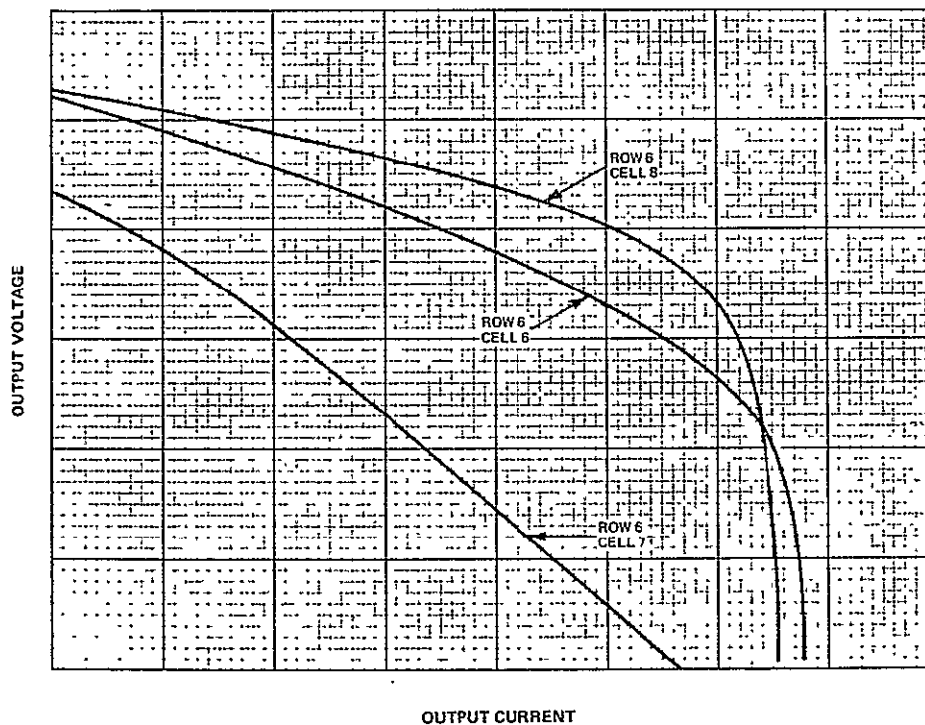 ROW 6
CELL 8
ROW 6
CELL 6
ROW 6
CELL 7
OUTPUT VOLTAGE
OUTPUT CURRENT